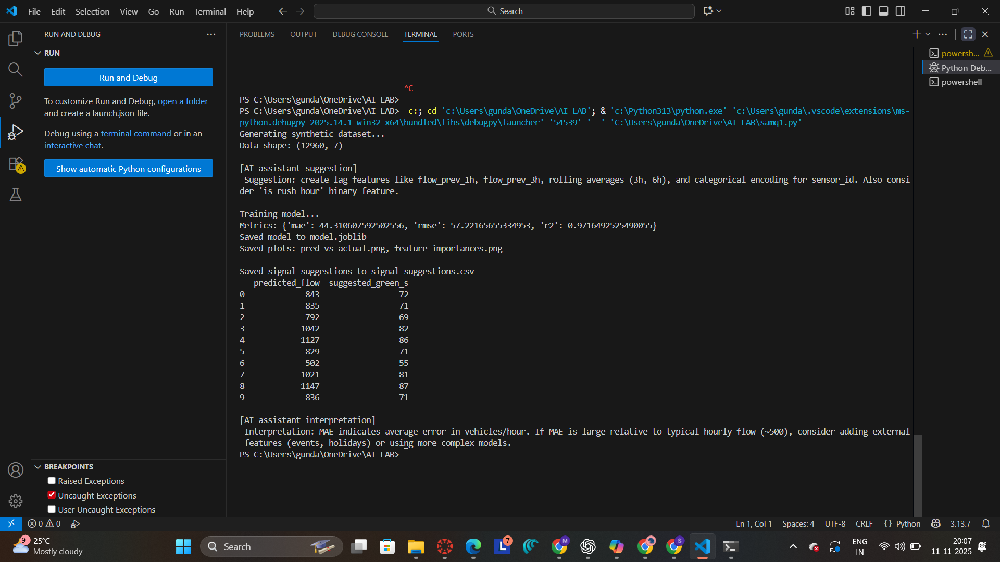 File Edit Selection View Go Run Terminal Help
Search
RUN AND DEBUG
RUN
Run and Debug
To customize Run and Debug, open a folder
and create a launch.json file.
Debug using a terminal command or in an
interactive chat.
Show automatic Python configurations
BREAKPOINTS
Raised Exceptions
Uncaught Exceptions
User Uncaught Exceptions
PROBLEMS OUTPUT DEBUG CONSOLE TERMINAL PORTS
^C
PS C:\Users\gunda\OneDrive\AI LAB>
PS C:\Users\gunda\OneDrive\AI LAB>  c:; cd 'c:\Users\gunda\OneDrive\AI LAB'; & 'c:\Python313\python.exe' 'c:\Users\gunda\.vscode\extensions\ms-
python.debugpy-2025.14.1-win32-x64\bundled\libs\debugpy\launcher' '54539' '--' 'C:\Users\gunda\OneDrive\AI LAB\samq1.py'
Generating synthetic dataset...
Data shape: (12960, 7)
[AI assistant suggestion]
Suggestion: create lag features like flow_prev_1h, flow_prev_3h, rolling averages (3h, 6h), and categorical encoding for sensor_id. Also consi
der 'is_rush_hour' binary feature.
Training model...
Metrics: {'mae': 44.310607592502556, 'rmse': 57.22165655334953, 'r2': 0.9716492525490055}
Saved model to model.joblib
Saved plots: pred_vs_actual.png, feature_importances.png
Saved signal suggestions to signal_suggestions.csv
predicted_flow  suggested_green_s
0 843 72
1 835 71
2 792 69
3 1042 82
4 1127 86
5 829 71
6 502 55
7 1021 81
8 1147 87
9 836 71
[AI assistant interpretation]
Interpretation: MAE indicates average error in vehicles/hour. If MAE is large relative to typical hourly flow (~500), consider adding external
features (events, holidays) or using more complex models.
PS C:\Users\gunda\OneDrive\AI LAB>
powersh...
Python Deb...
powershell
0 0
Ln 1, Col 1 Spaces: 4 UTF-8 CRLF {} Python 3.13.7
9+ 25°C
Mostly cloudy
Search
L 7
M
S
ENG
IN
20:07
11-11-2025